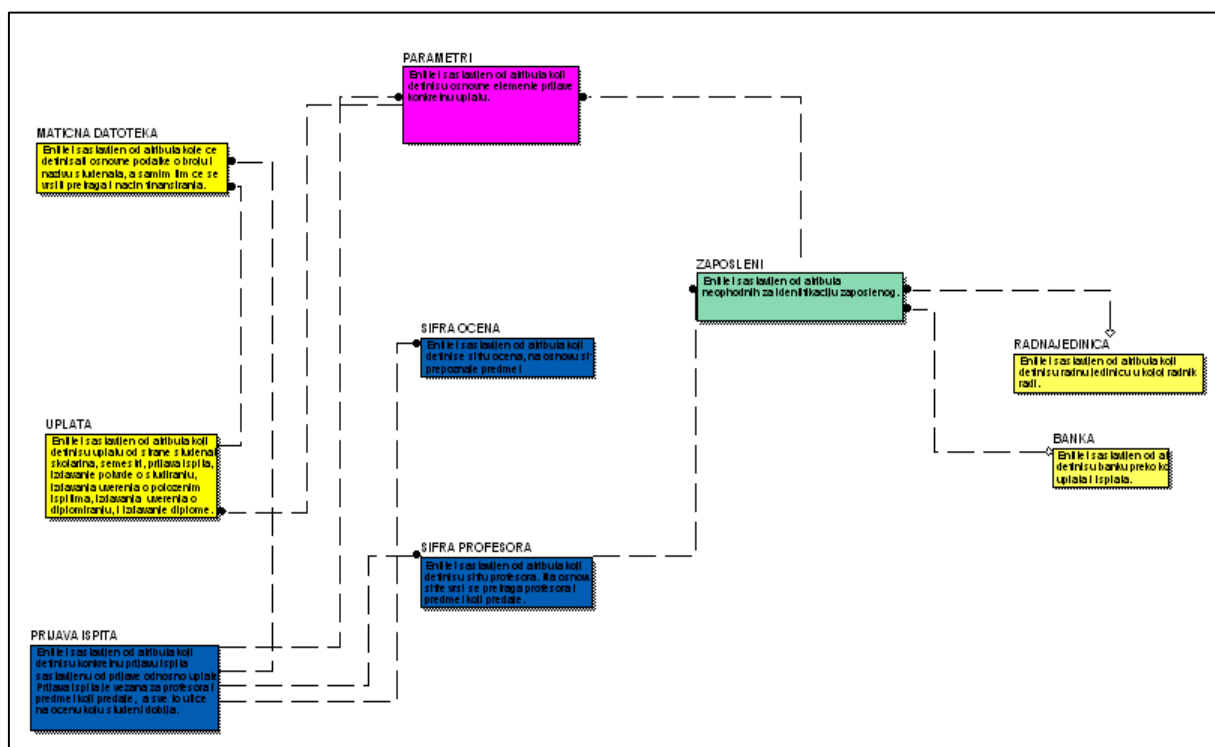 PARAMETRI
Entitet sastavljen od atributa koji
definisu osnovne elemente prijave
konkretnu uplatu.
MATICNA DATOTEKA
Entitet sastavljen od atributa koje ce
definisati osnovne podatke o broju i
nazivu studenata, a samim tim ce se
vrsiti pretraga i nacin finansiranja.
ZAPOSLENI
Entitet sastavljen od atributa
neophodnih za identifikaciju zaposlenog.
SIFRA OCENA
Entitet sastavljen od atributa koji
definise sifru ocena, na osnovu sif
prepoznaje predmet
RADNAJEDINICA
Entitet sastavljen od atributa koji
definisu radnu jedinicu u kojoj radnik
radi.
UPLATA
Entitet sastavljen od atributa koji
definisu uplatu od strane studenat
skolarina, semestri, prijava ispita,
izdavanje potvrde o studiranju,
izdavanja uverenja o polozenim
ispitima, izdavanja uverenja o
diplomiranju, i izdavanje diplome.
BANKA
Entitet sastavljen od at
definisu banku preko ko
uplata i isplata.
SIFRA PROFESORA
Entitet sastavljen od atributa koji
definisu sifru profesora. Na osnov
sifre vrsi se pretraga profesora i
predmet koji predaje.
PRIJAVA ISPITA
Entitet sastavljen od atributa koji
definisu konkretnu prijavu ispita
sastavljenu od prijave odnosno uplate
Prijava ispita je vezana za profesora i
predmet koji predaje, a sve to utice
na ocenu koju student dobija.